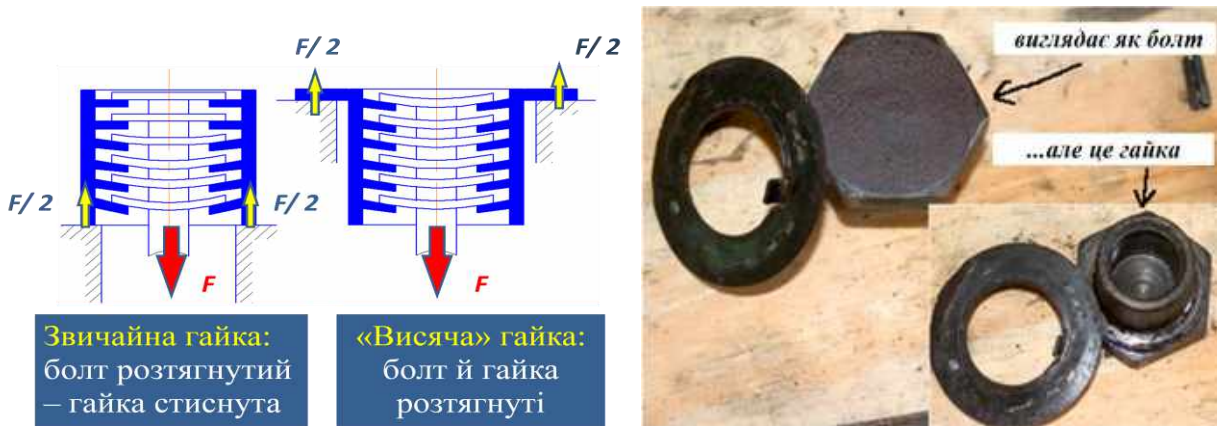 F/ 2
F/ 2
F/ 2
F/ 2
F
F
Звичайна гайка:
болт розтягнутий
– гайка стиснута
«Висяча» гайка:
болт й гайка
розтягнуті
виглядає як болт
...але це гайка